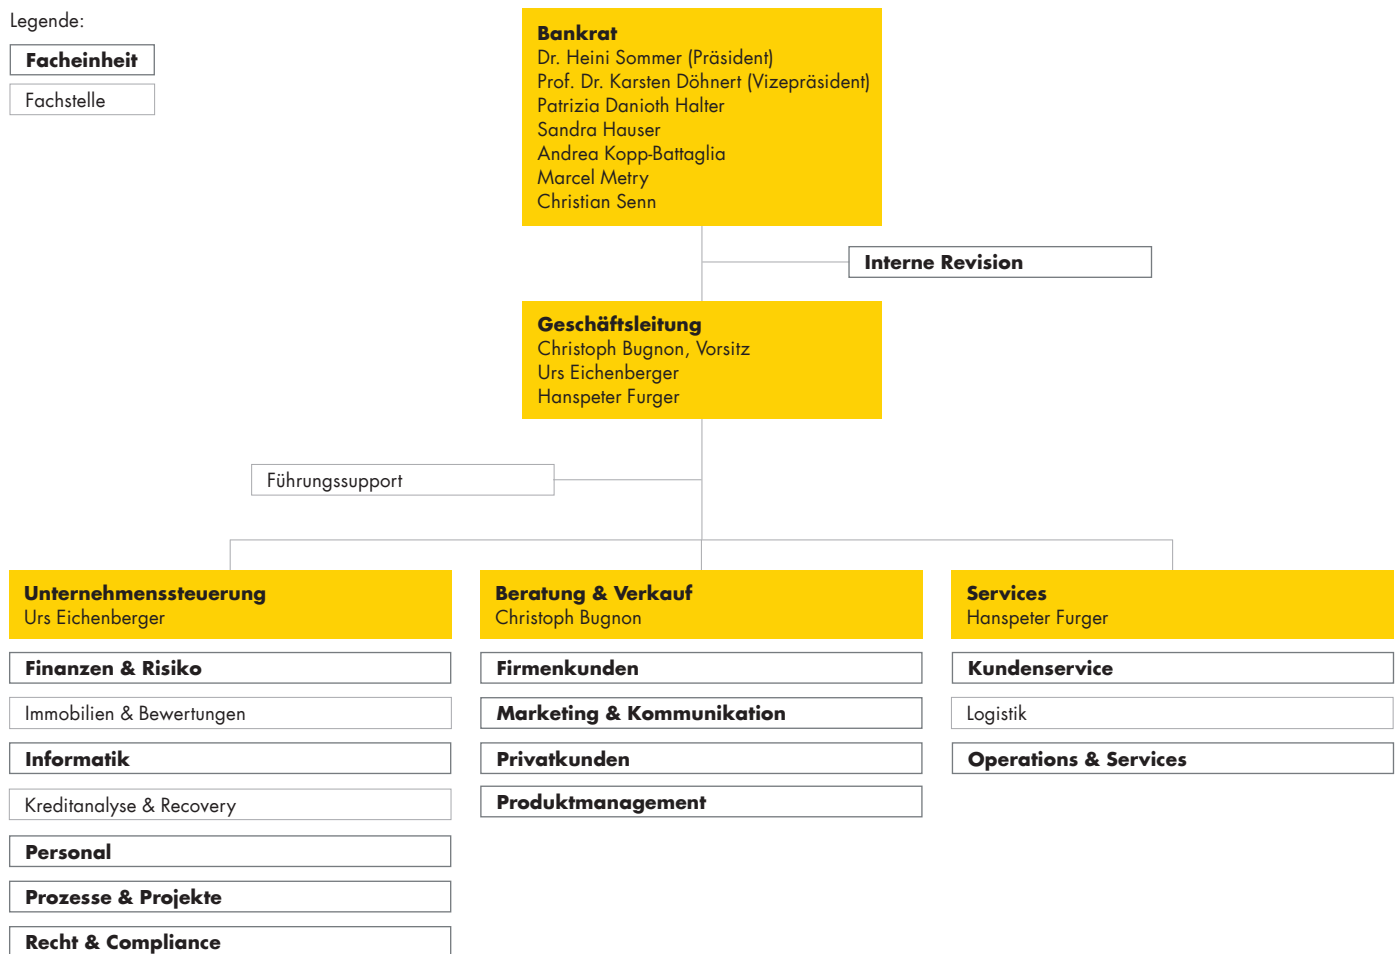 Legende:
Facheinheit
Fachstelle
Bankrat
Dr. Heini Sommer (Präsident)
Prof. Dr. Karsten Döhnert (Vizepräsident)
Patrizia Danioth Halter
Sandra Hauser
Andrea Kopp-Battaglia
Marcel Metry
Christian Senn
Interne Revision
Geschäftsleitung
Christoph Bugnon, Vorsitz
Urs Eichenberger
Hanspeter Furger
Führungssupport
Unternehmenssteuerung
Urs Eichenberger
Finanzen & Risiko
Immobilien & Bewertungen
Informatik
Kreditanalyse & Recovery
Personal
Prozesse & Projekte
Recht & Compliance
Beratung & Verkauf
Christoph Bugnon
Firmenkunden
Marketing & Kommunikation
Privatkunden
Produktmanagement
Services
Hanspeter Furger
Kundenservice
Logistik
Operations & Services